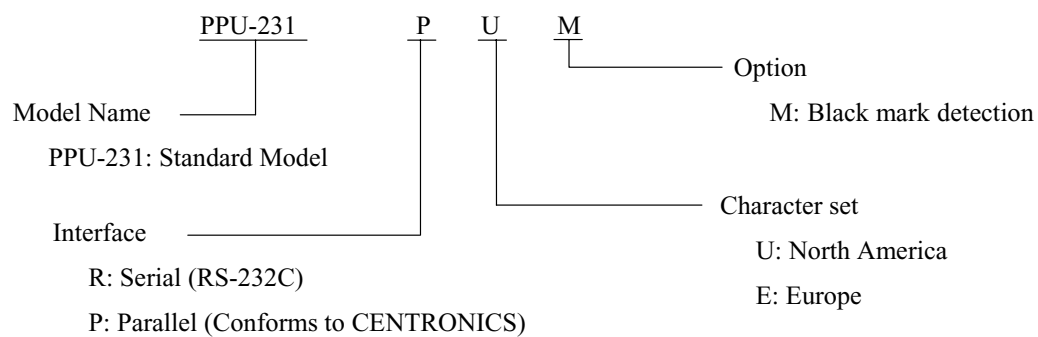 PPU-231 P U M
Option
Model Name
M: Black mark detection
PPU-231: Standard Model
Character set
Interface
U: North America
R: Serial (RS-232C)
E: Europe
P: Parallel (Conforms to CENTRONICS)